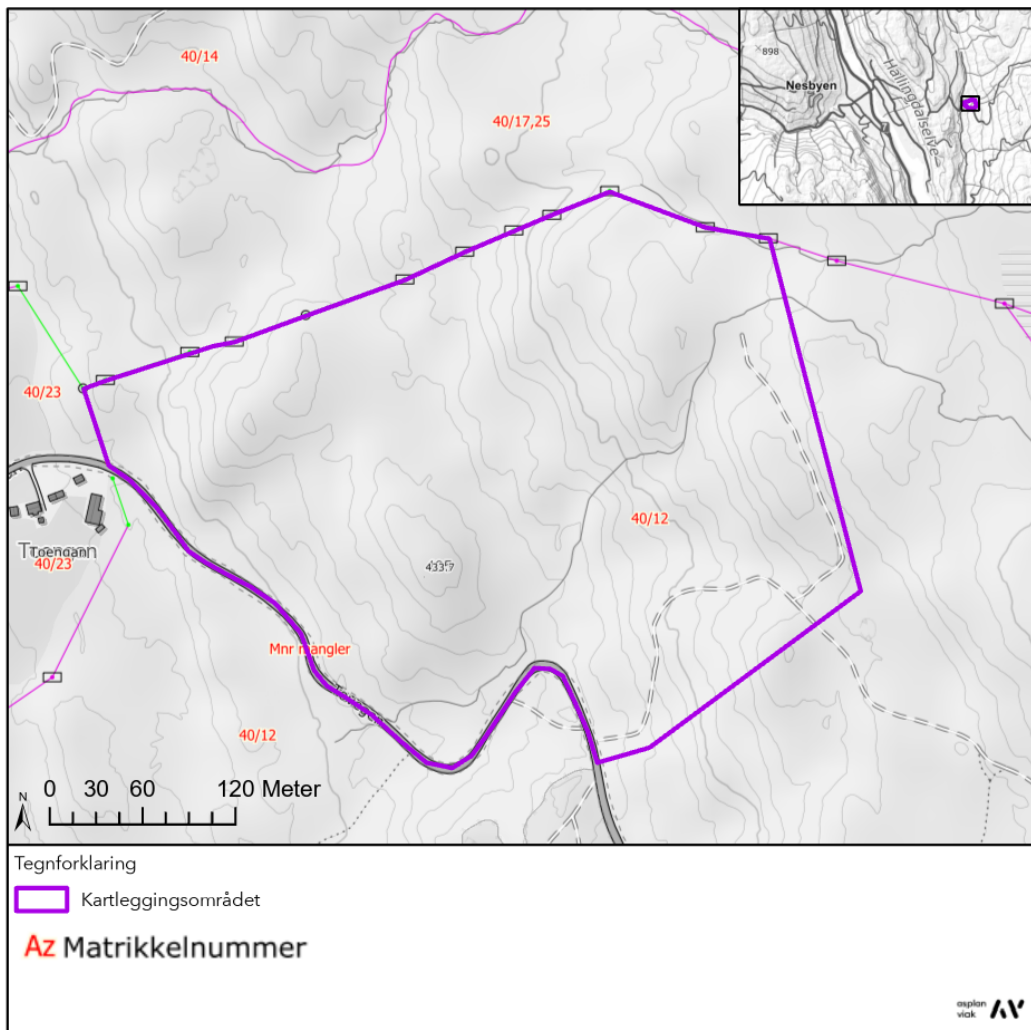 40/14
40/17,25
898
Nesbyen
Hallingdalselve
40/23
40/12
40/23
433.7
Mnr mangler
40/12
0 30 60 120 Meter
N
Tegnforklaring
Kartleggingsområdet
Az Matrikkelnummer
asplan
viak